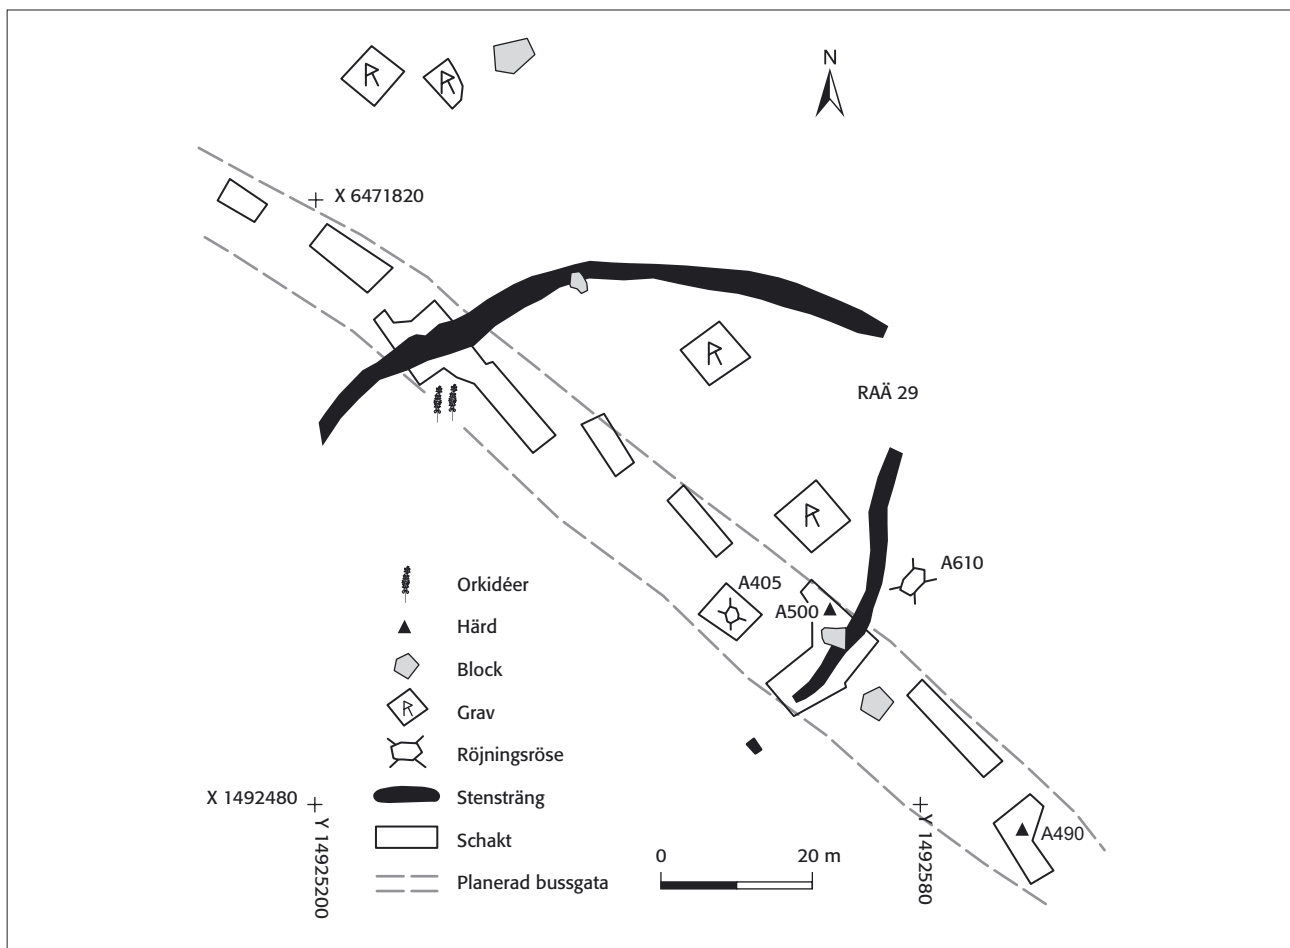 N
X 6471820
RAÄ 29
A610
A405
A500
Orkidéer
Härd
Block
R Grav
Röjningsröse
Stensträng
Schakt
Planerad bussgata
X 1492480
Y 14925200
0 20 m
Y 1492580
A490
R
R
R
R